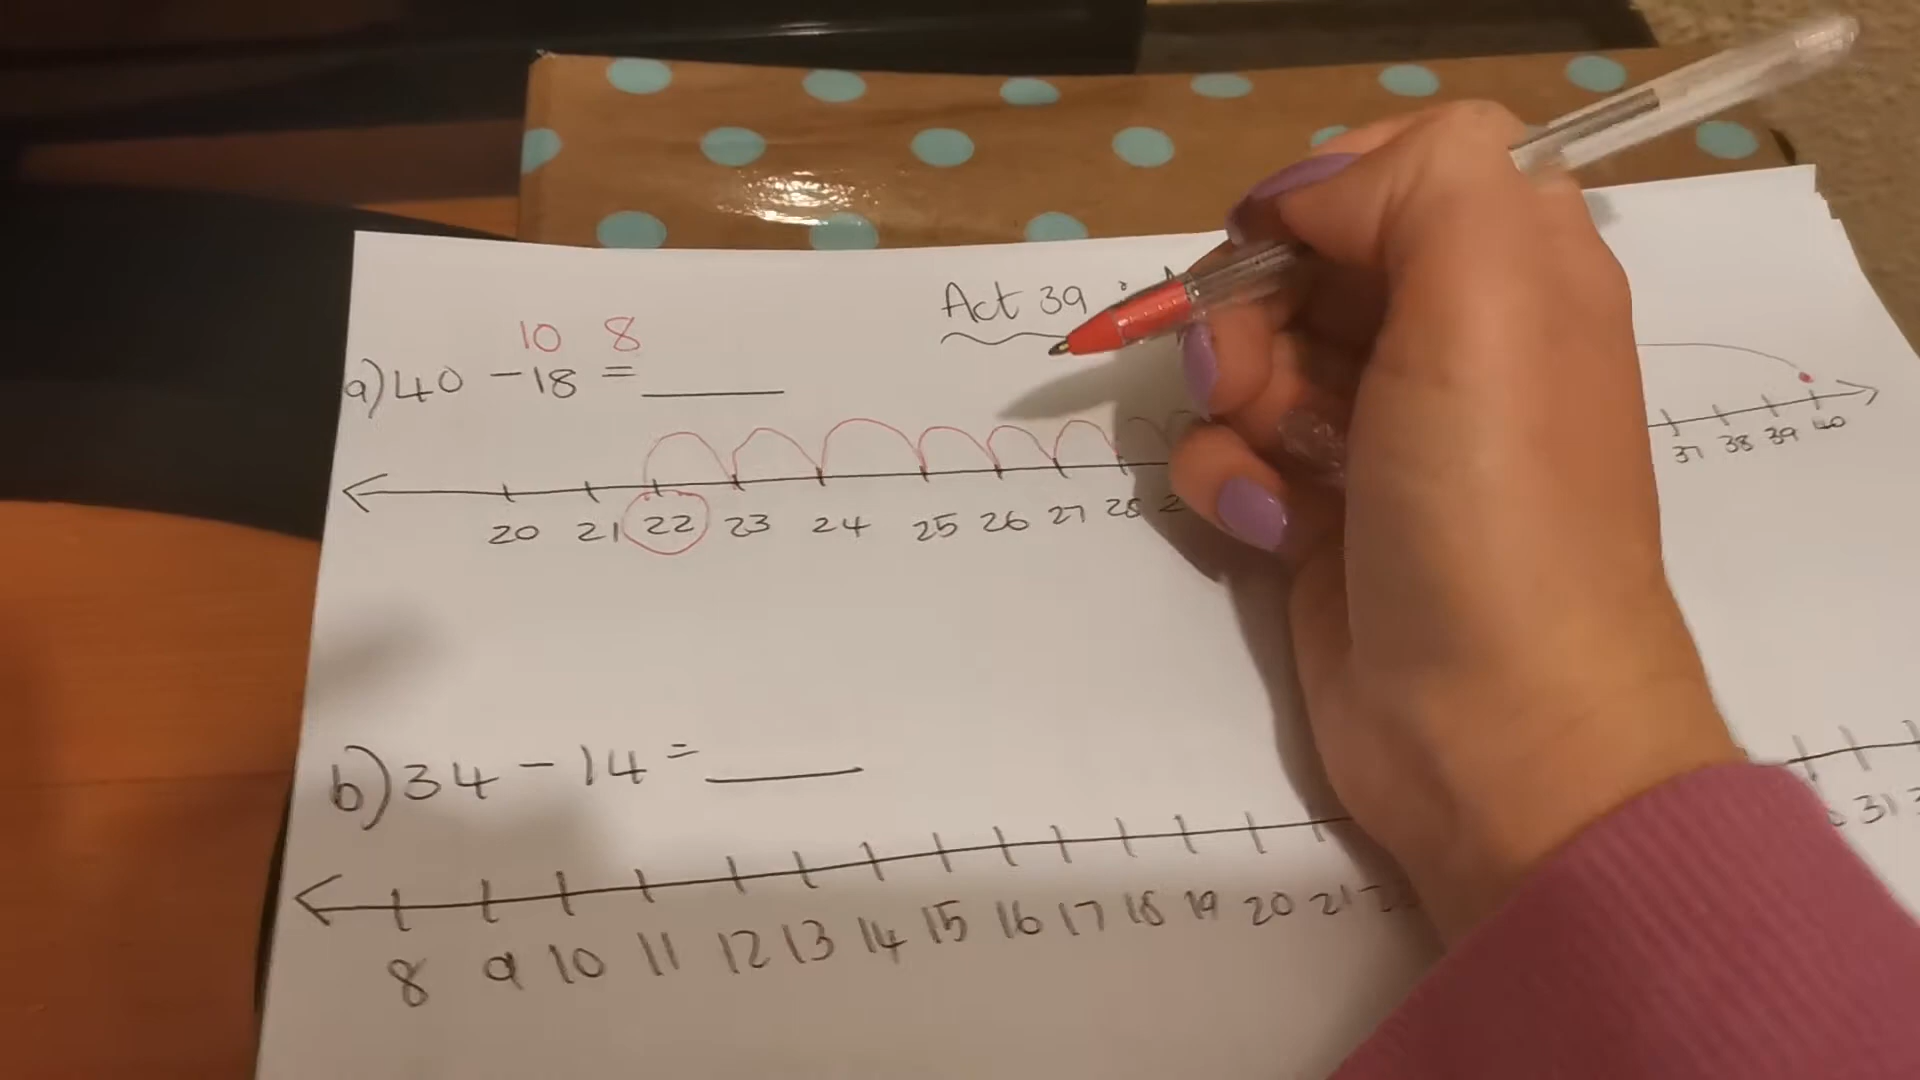 Act 39
10 8
a) 40 - 18 = ____
20 21 22 23 24 25 26 27 28
37 38 39 40
b) 34 - 14 = ____
31
8 9 10 11 12 13 14 15 16 17 18 19 20 21